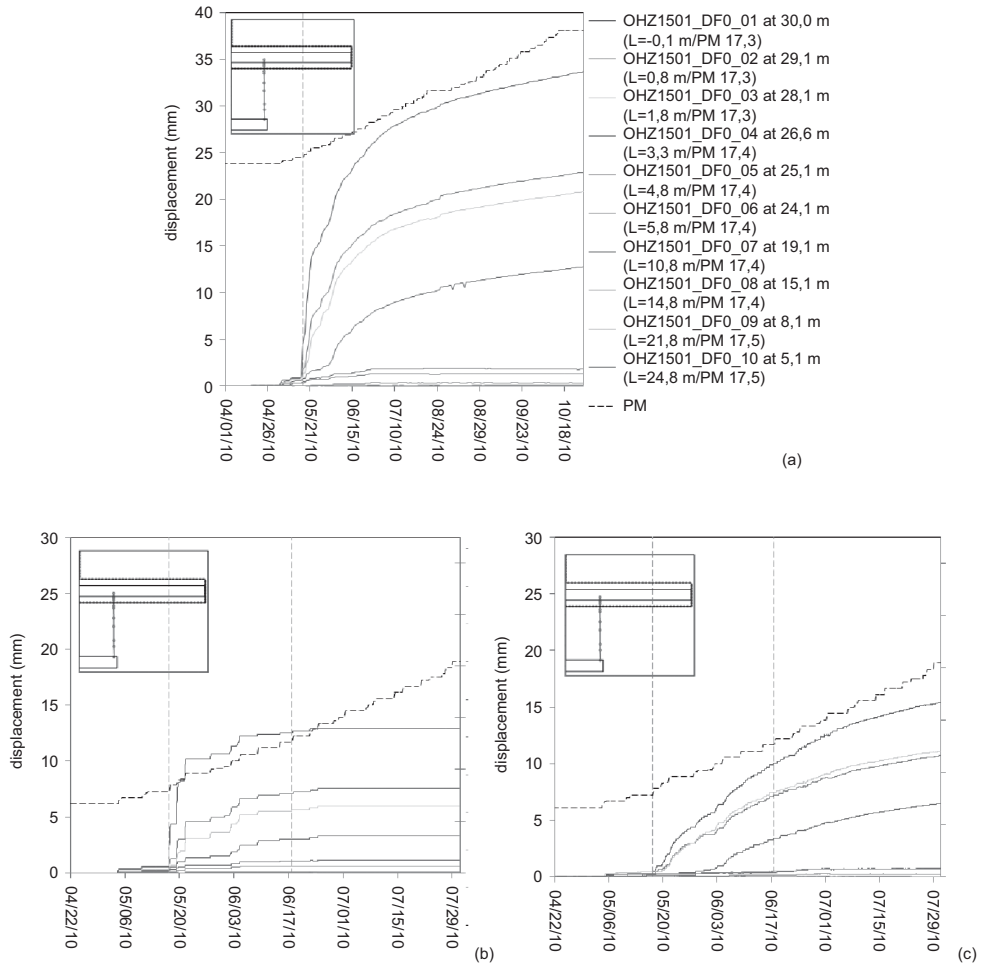 40
35
30
25
20
15
10
5
0
displacement (mm)
04/01/10
04/26/10
05/21/10
06/15/10
07/10/10
08/24/10
08/29/10
09/23/10
10/18/10
OHZ1501_DF0_01 at 30,0 m
(L=-0,1 m/PM 17,3)
OHZ1501_DF0_02 at 29,1 m
(L=0,8 m/PM 17,3)
OHZ1501_DF0_03 at 28,1 m
(L=1,8 m/PM 17,3)
OHZ1501_DF0_04 at 26,6 m
(L=3,3 m/PM 17,4)
OHZ1501_DF0_05 at 25,1 m
(L=4,8 m/PM 17,4)
OHZ1501_DF0_06 at 24,1 m
(L=5,8 m/PM 17,4)
OHZ1501_DF0_07 at 19,1 m
(L=10,8 m/PM 17,4)
OHZ1501_DF0_08 at 15,1 m
(L=14,8 m/PM 17,4)
OHZ1501_DF0_09 at 8,1 m
(L=21,8 m/PM 17,5)
OHZ1501_DF0_10 at 5,1 m
(L=24,8 m/PM 17,5)
PM
(a)
30
25
20
15
10
5
0
displacement (mm)
04/22/10
05/06/10
05/20/10
06/03/10
06/17/10
07/01/10
07/15/10
07/29/10
(b)
30
25
20
15
10
5
0
displacement (mm)
04/22/10
05/06/10
05/20/10
06/03/10
06/17/10
07/01/10
07/15/10
07/29/10
(c)